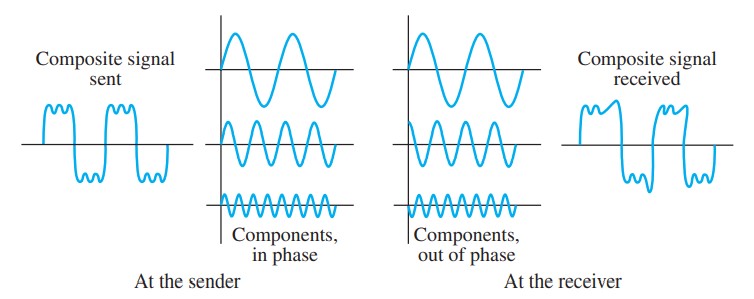 Composite signal
sent
Components,
in phase
At the sender
Components,
out of phase
Composite signal
received
At the receiver